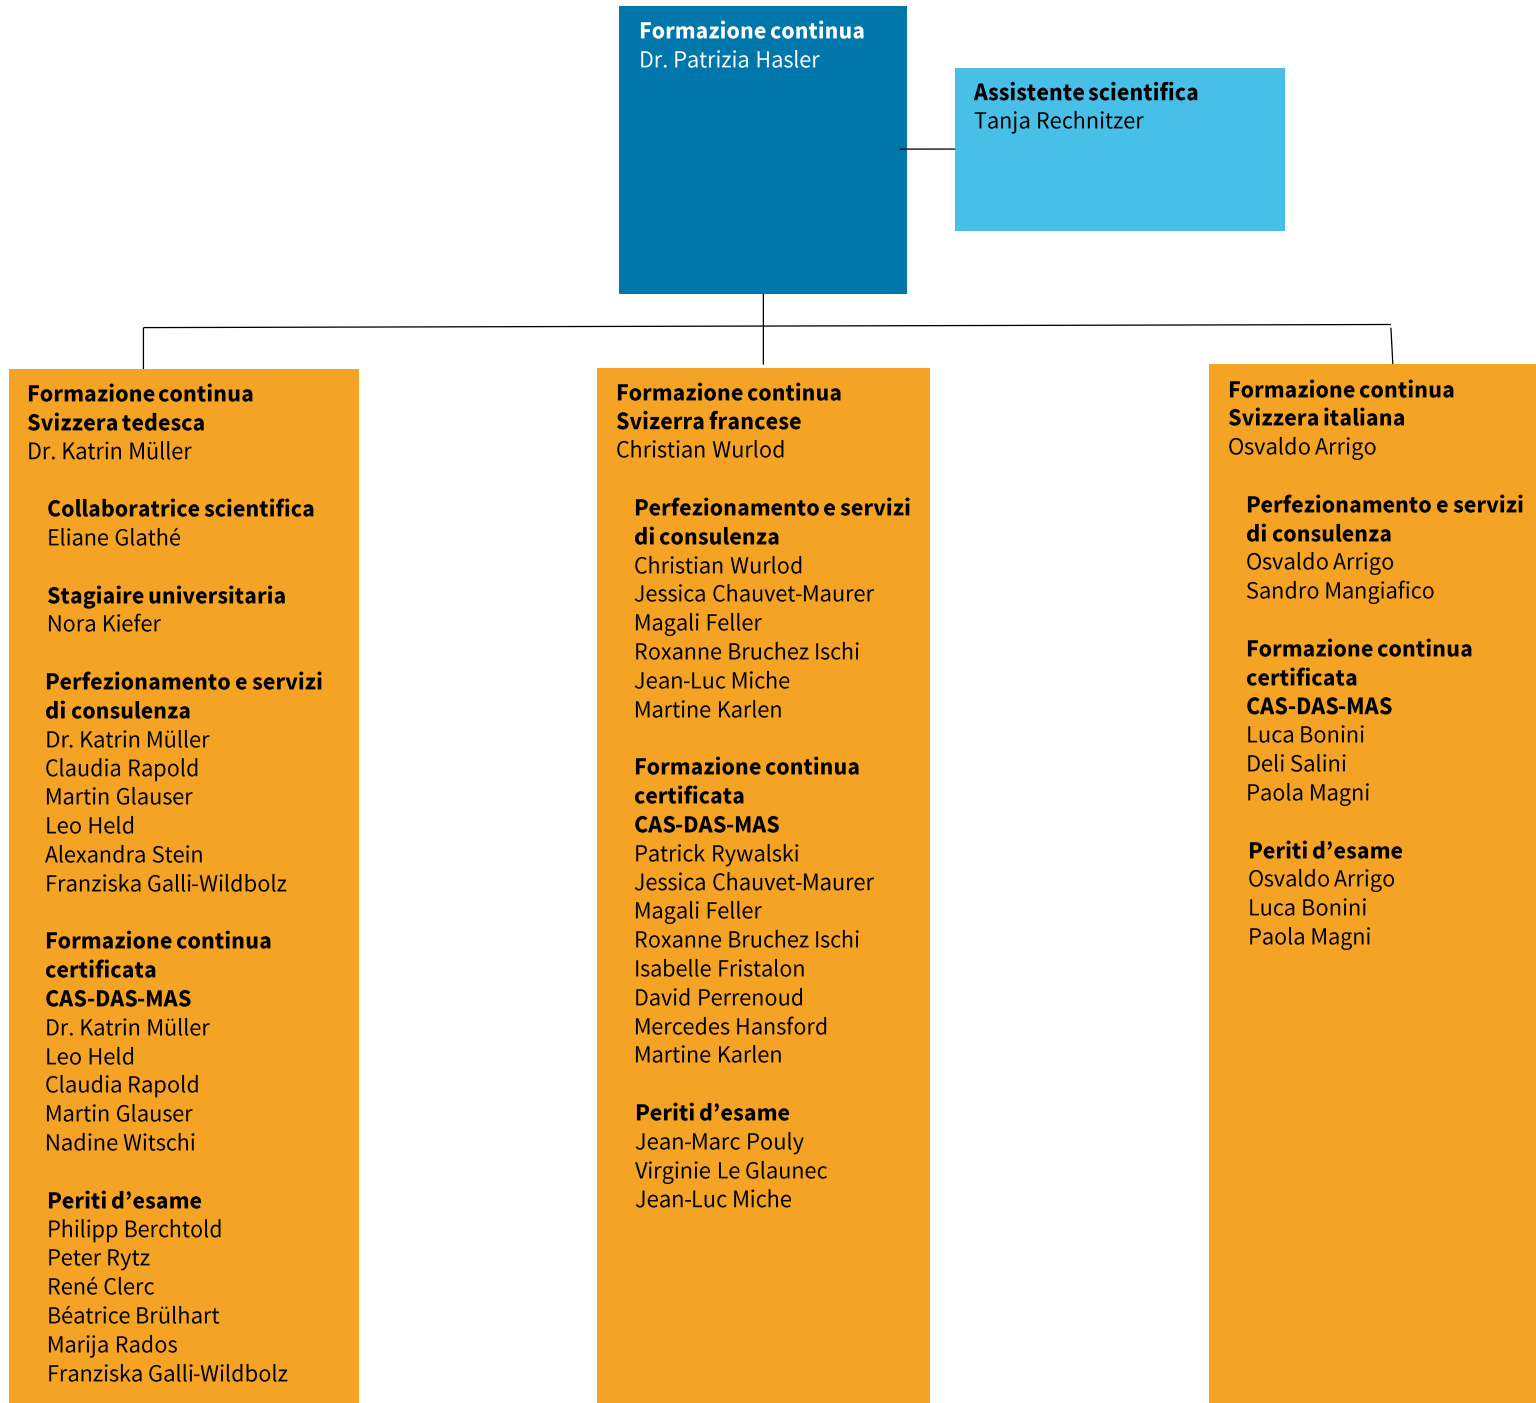 Formazione continua
Dr. Patrizia Hasler
Assistente scientifica
Tanja Rechnitzer
Formazione continua
Svizzera tedesca
Dr. Katrin Müller
Collaboratrice scientifica
Eliane Glathé
Stagiaire universitaria
Nora Kiefer
Perfezionamento e servizi
di consulenza
Dr. Katrin Müller
Claudia Rapold
Martin Glauser
Leo Held
Alexandra Stein
Franziska Galli-Wildbolz
Formazione continua
certificata
CAS-DAS-MAS
Dr. Katrin Müller
Leo Held
Claudia Rapold
Martin Glauser
Nadine Witschi
Periti d’esame
Philipp Berchtold
Peter Rytz
René Clerc
Béatrice Brülhart
Marija Rados
Franziska Galli-Wildbolz
Formazione continua
Svizerra francese
Christian Wurlod
Perfezionamento e servizi
di consulenza
Christian Wurlod
Jessica Chauvet-Maurer
Magali Feller
Roxanne Bruchez Ischi
Jean-Luc Miche
Martine Karlen
Formazione continua
certificata
CAS-DAS-MAS
Patrick Rywalski
Jessica Chauvet-Maurer
Magali Feller
Roxanne Bruchez Ischi
Isabelle Fristalon
David Perrenoud
Mercedes Hansford
Martine Karlen
Periti d’esame
Jean-Marc Pouly
Virginie Le Glaunec
Jean-Luc Miche
Formazione continua
Svizzera italiana
Osvaldo Arrigo
Perfezionamento e servizi
di consulenza
Osvaldo Arrigo
Sandro Mangiafico
Formazione continua
certificata
CAS-DAS-MAS
Luca Bonini
Deli Salini
Paola Magni
Periti d’esame
Osvaldo Arrigo
Luca Bonini
Paola Magni